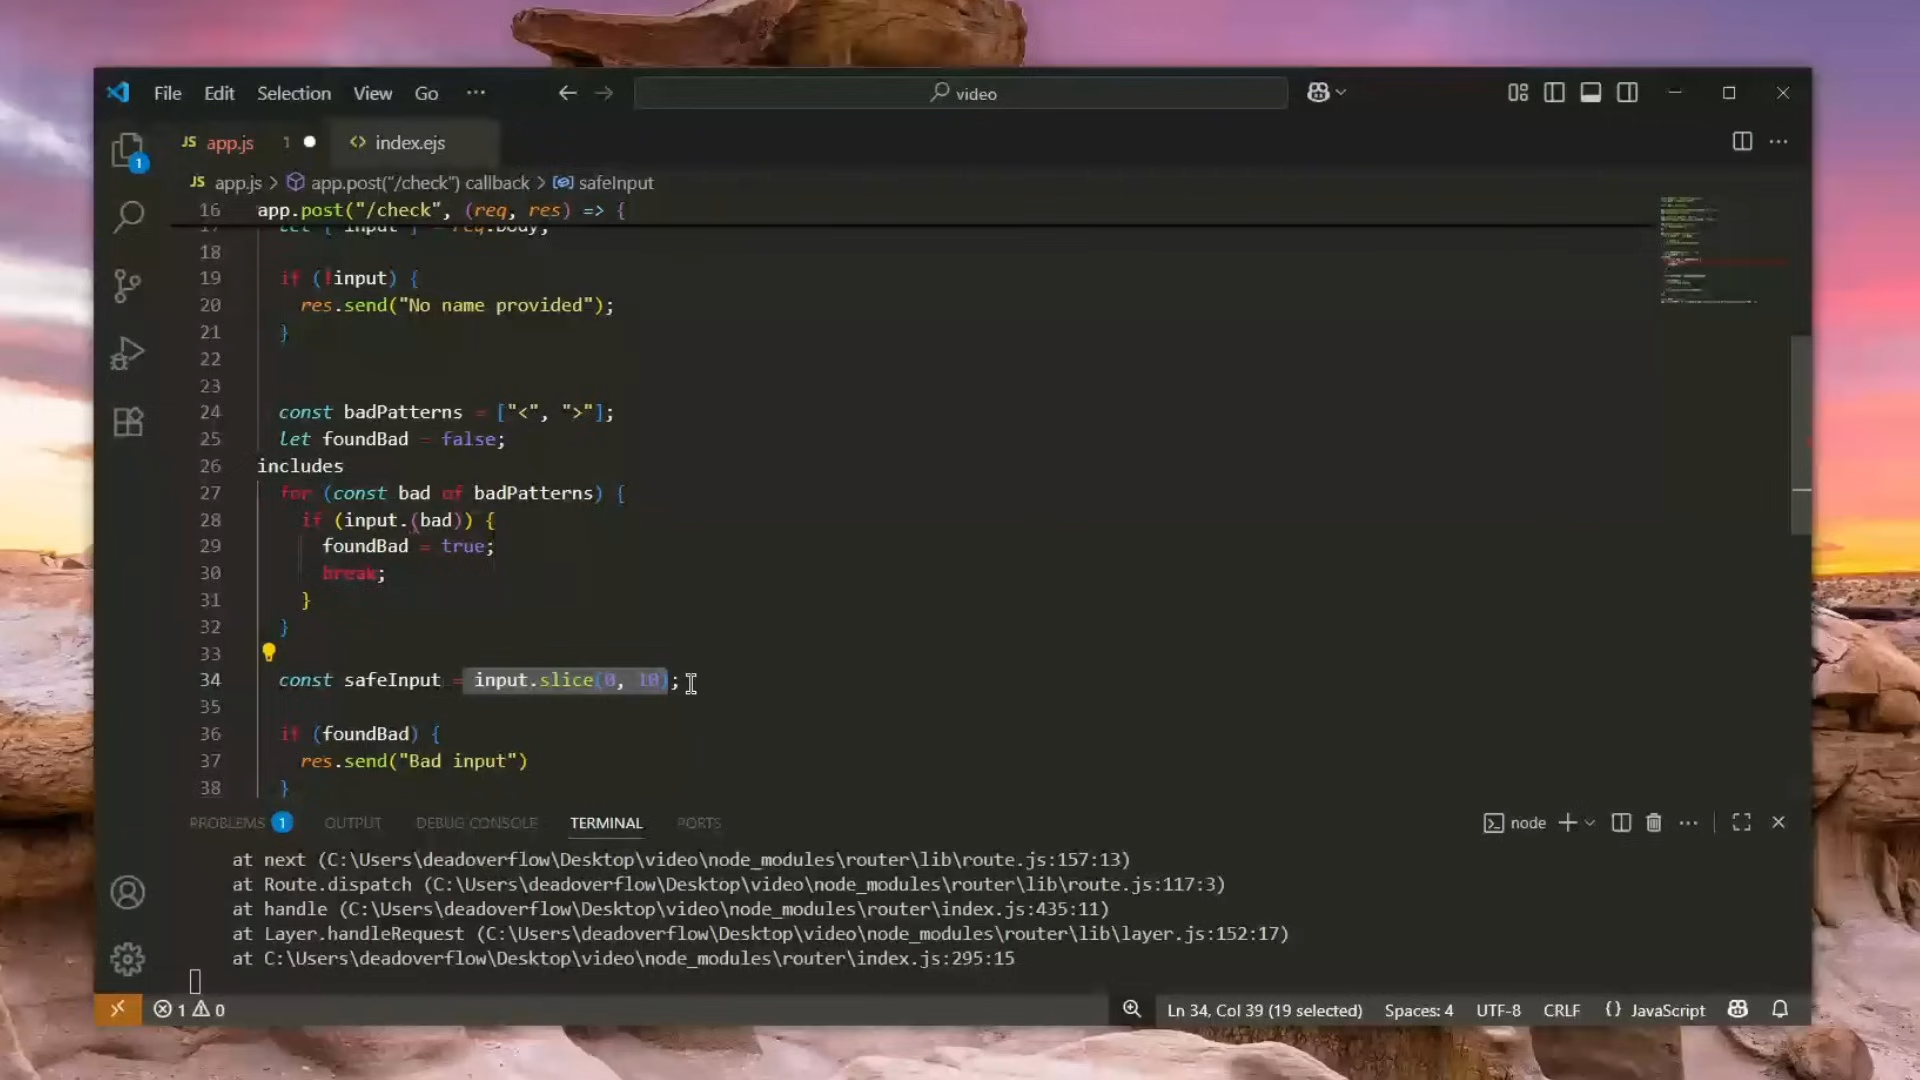 File Edit Selection View Go ··· video
JS app.js 1 index.ejs
JS app.js > app.post("/check") callback > safeInput
16 app.post("/check", (req, res) => {
17 let { input } = req.body;
18
19 if (!input) {
20 res.send("No name provided");
21 }
22
23
24 const badPatterns = ["<", ">"];
25 let foundBad = false;
26 includes
27 for (const bad of badPatterns) {
28 if (input.(bad)) {
29 foundBad = true;
30 break;
31 }
32 }
33
34 const safeInput = input.slice(0, 10);
35
36 if (foundBad) {
37 res.send("Bad input")
38 }
PROBLEMS 1 OUTPUT DEBUG CONSOLE TERMINAL PORTS node
at next (C:\Users\deadoverflow\Desktop\video\node_modules\router\lib\route.js:157:13)
at Route.dispatch (C:\Users\deadoverflow\Desktop\video\node_modules\router\lib\route.js:117:3)
at handle (C:\Users\deadoverflow\Desktop\video\node_modules\router\index.js:435:11)
at Layer.handleRequest (C:\Users\deadoverflow\Desktop\video\node_modules\router\lib\layer.js:152:17)
at C:\Users\deadoverflow\Desktop\video\node_modules\router\index.js:295:15
1 0 Ln 34, Col 39 (19 selected) Spaces: 4 UTF-8 CRLF {} JavaScript